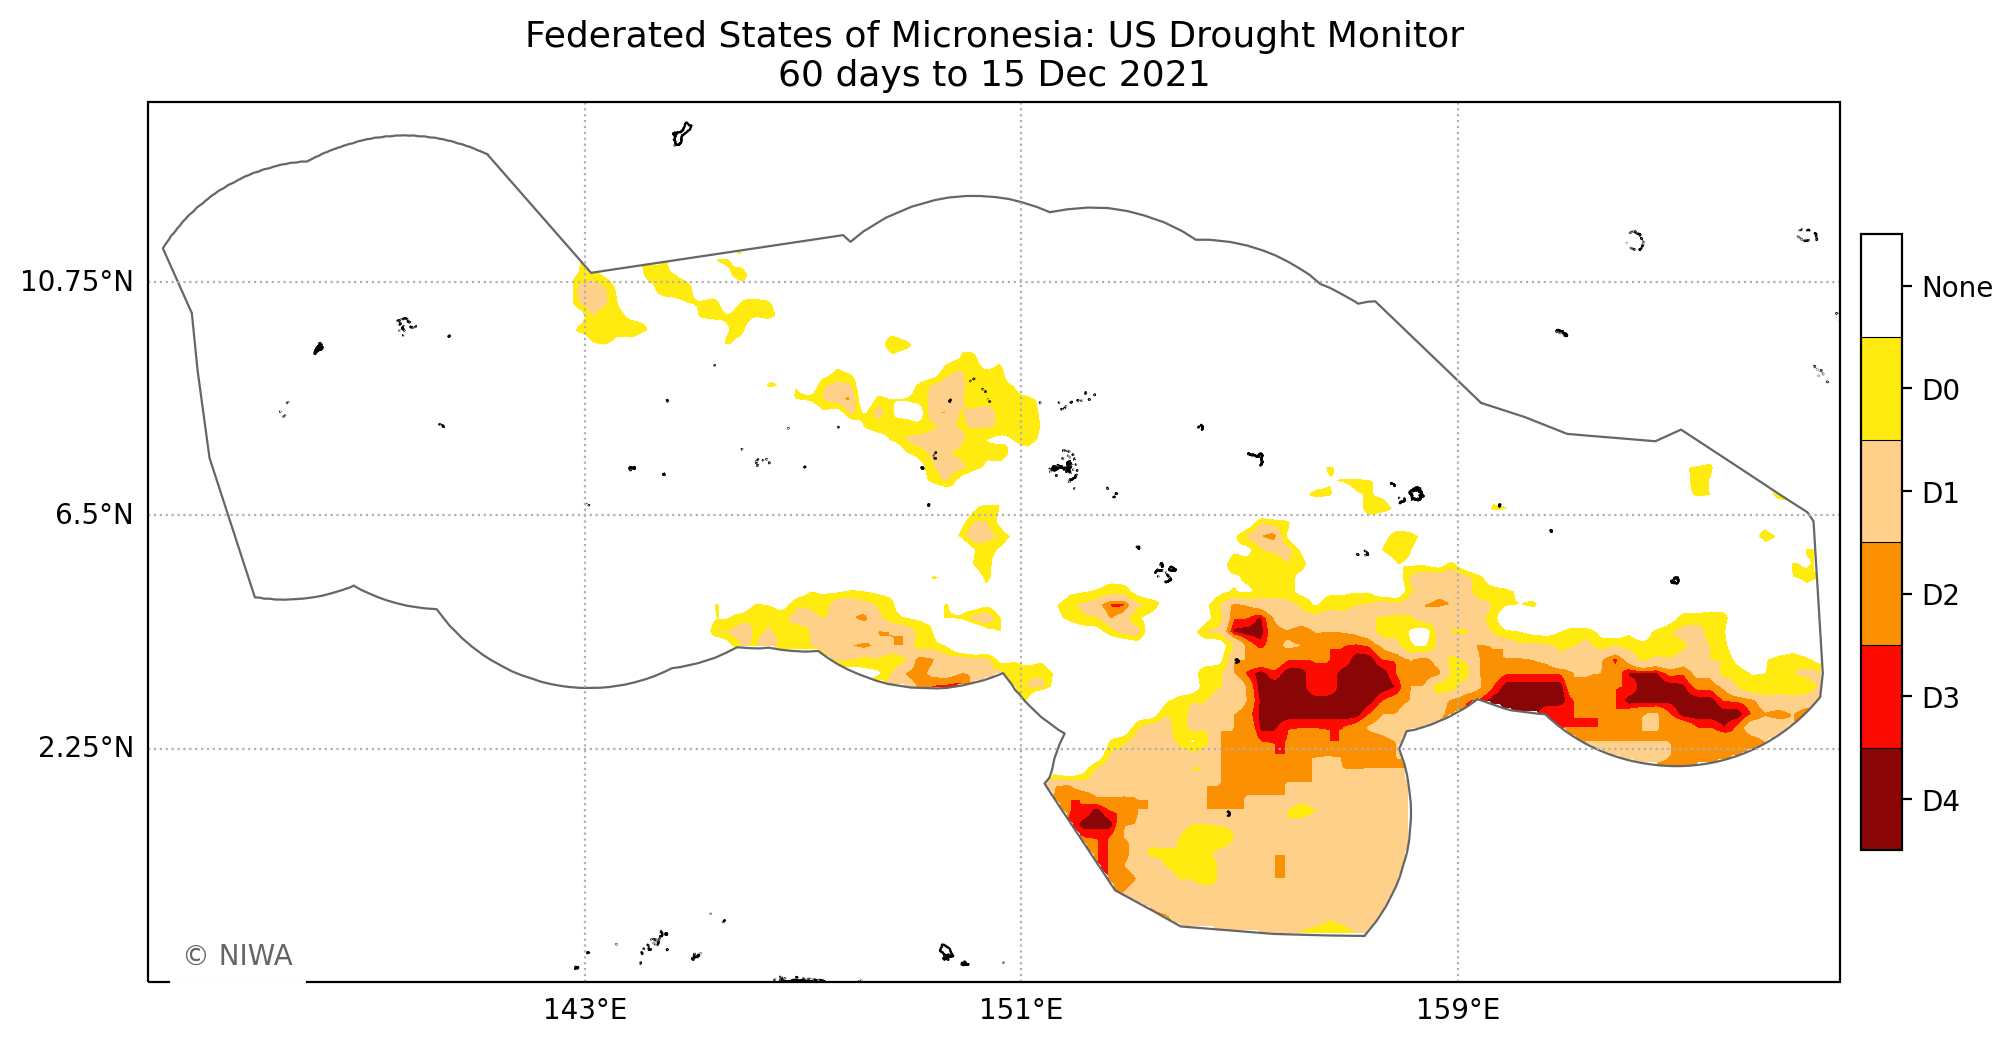 Federated States of Micronesia: US Drought Monitor
60 days to 15 Dec 2021
10.75°N
6.5°N
2.25°N
143°E
151°E
159°E
None
D0
D1
D2
D3
D4
© NIWA